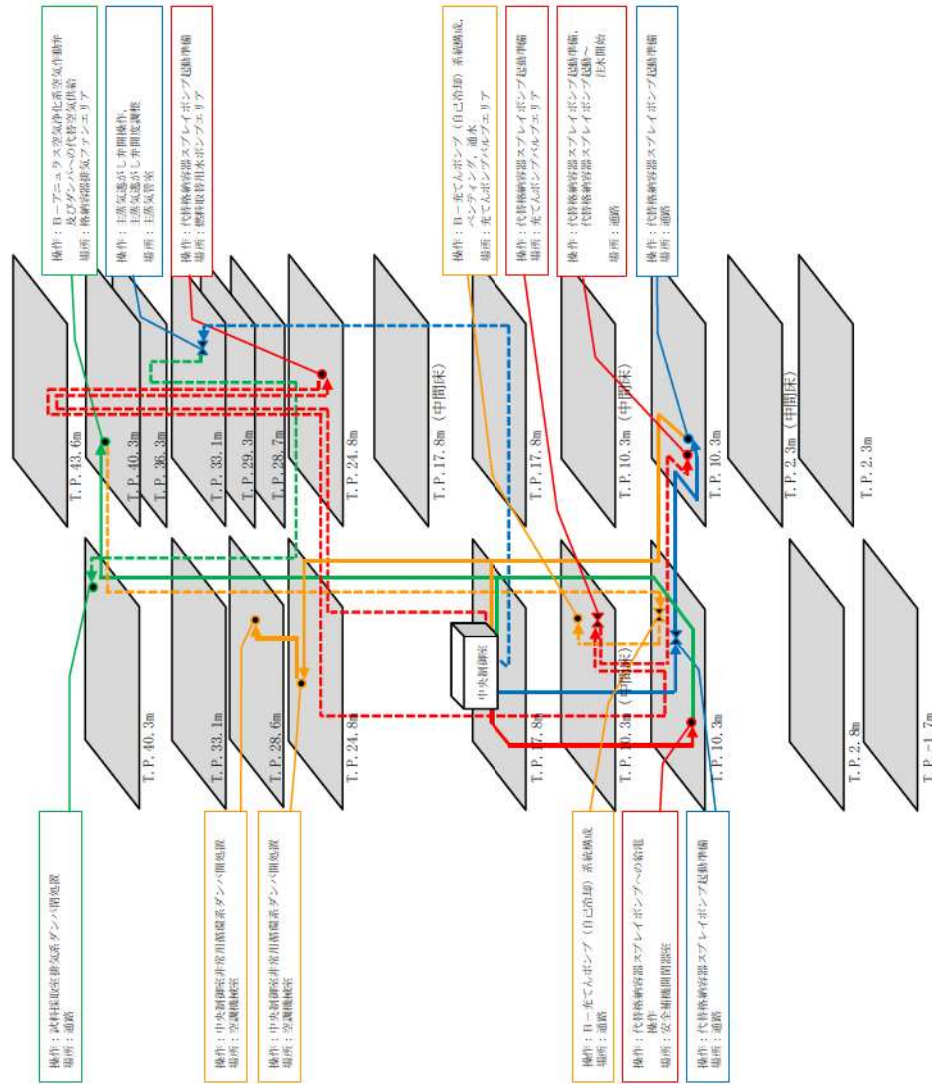 操作：代替格納容器スプレイポンプ起動準備
場所：通路
操作：代替格納容器スプレイポンプへの給電
操作
場所：安全補機開閉器室
操作：B－充てんポンプ（自己冷却）系統構成
場所：通路
操作：中央制御室非常用循環系ダンパ開処置
場所：空調機械室
操作：中央制御室非常用循環系ダンパ開処置
場所：空調機械室
操作：試料採取室排気系ダンパ閉処置
場所：通路
T.P.-1.7m
T.P.2.8m
T.P.10.3m
T.P.10.3m（中間床）
T.P.17.8m
T.P.24.8m
T.P.28.6m
T.P.33.1m
T.P.40.3m
中央制御室
T.P.2.3m
T.P.2.3m（中間床）
T.P.10.3m
T.P.10.3m（中間床）
T.P.17.8m
T.P.17.8m（中間床）
T.P.24.8m
T.P.28.7m
T.P.29.3m
T.P.33.1m
T.P.36.3m
T.P.40.3m
T.P.43.6m
操作：代替格納容器スプレイポンプ起動準備
場所：通路
操作：代替格納容器スプレイポンプ起動準備、
代替格納容器スプレイポンプ起動～
注水開始
場所：通路
操作：代替格納容器スプレイポンプ起動準備
場所：充てんポンプバルブエリア
操作：B－充てんポンプ（自己冷却）系統構成、
ベンティング、通水
場所：充てんポンプバルブエリア
操作：代替格納容器スプレイポンプ起動準備
場所：燃料取替用水ポンプエリア
操作：主蒸気逃がし弁開操作、
主蒸気逃がし弁開度調整
場所：主蒸気管室
操作：B－アニュラス空気浄化系空気作動弁
及びダンパへの代替空気供給
場所：格納容器排気ファンエリア